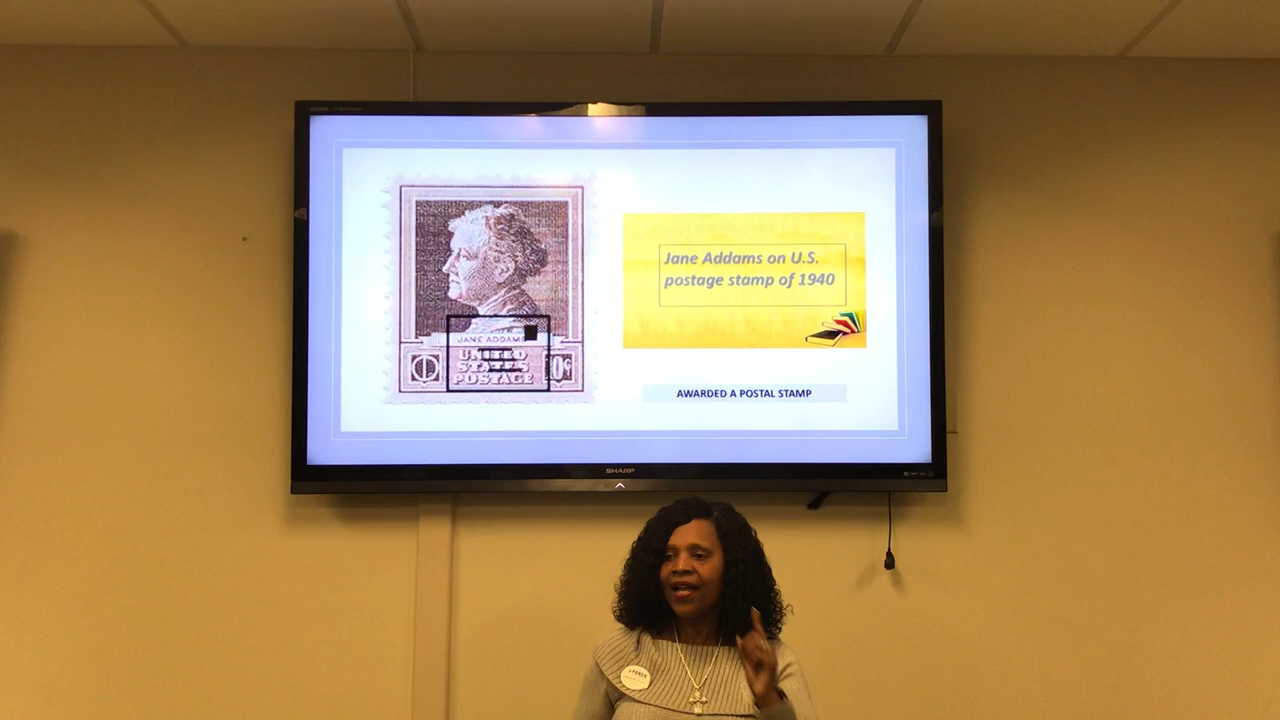 JANE ADDAMS
UNITED
STATES
POSTAGE
10¢
Jane Addams on U.S.
postage stamp of 1940
AWARDED A POSTAL STAMP
SHARP